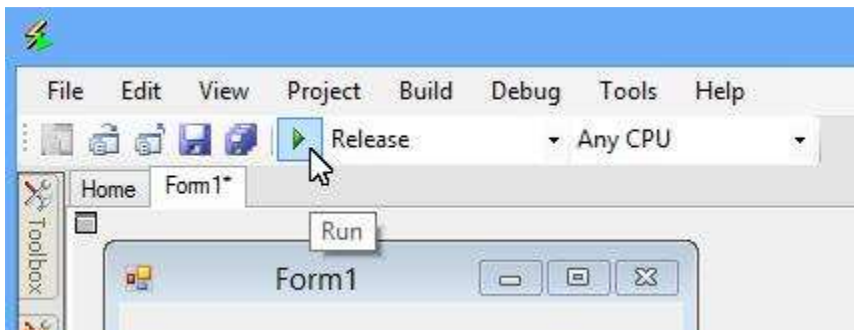 File Edit View Project Build Debug Tools Help
Release Any CPU
Home Form1*
Toolbox
Run
Form1